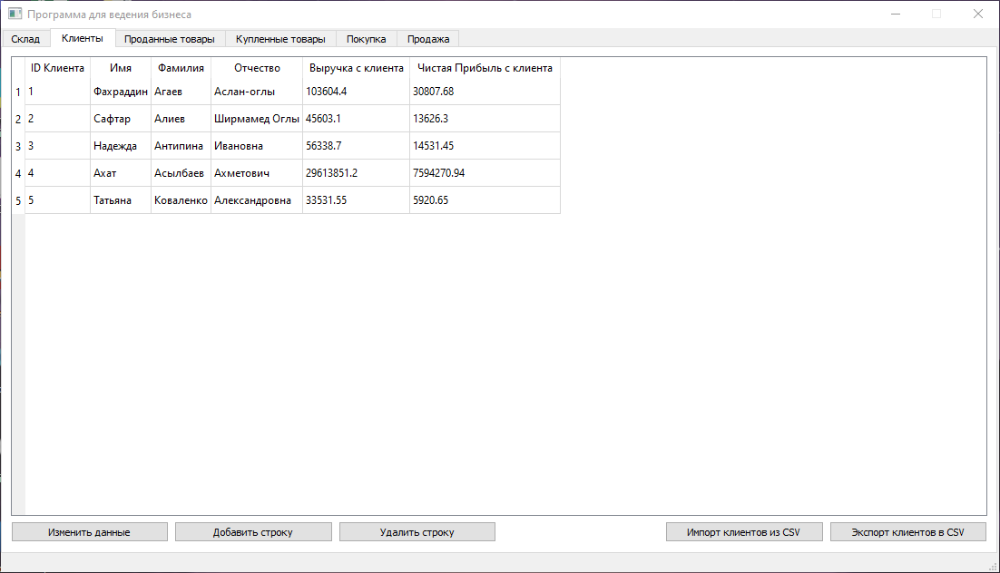 Программа для ведения бизнеса
Склад Клиенты Проданные товары Купленные товары Покупка Продажа
ID Клиента Имя Фамилия Отчество Выручка с клиента Чистая Прибыль с клиента
1 1 Фахраддин Агаев Аслан-оглы 103604.4 30807.68
2 2 Сафтар Алиев Ширмамед Оглы 45603.1 13626.3
3 3 Надежда Антипина Ивановна 56338.7 14531.45
4 4 Ахат Асылбаев Ахметович 29613851.2 7594270.94
5 5 Татьяна Коваленко Александровна 33531.55 5920.65
Изменить данные Добавить строку Удалить строку Импорт клиентов из CSV Экспорт клиентов в CSV